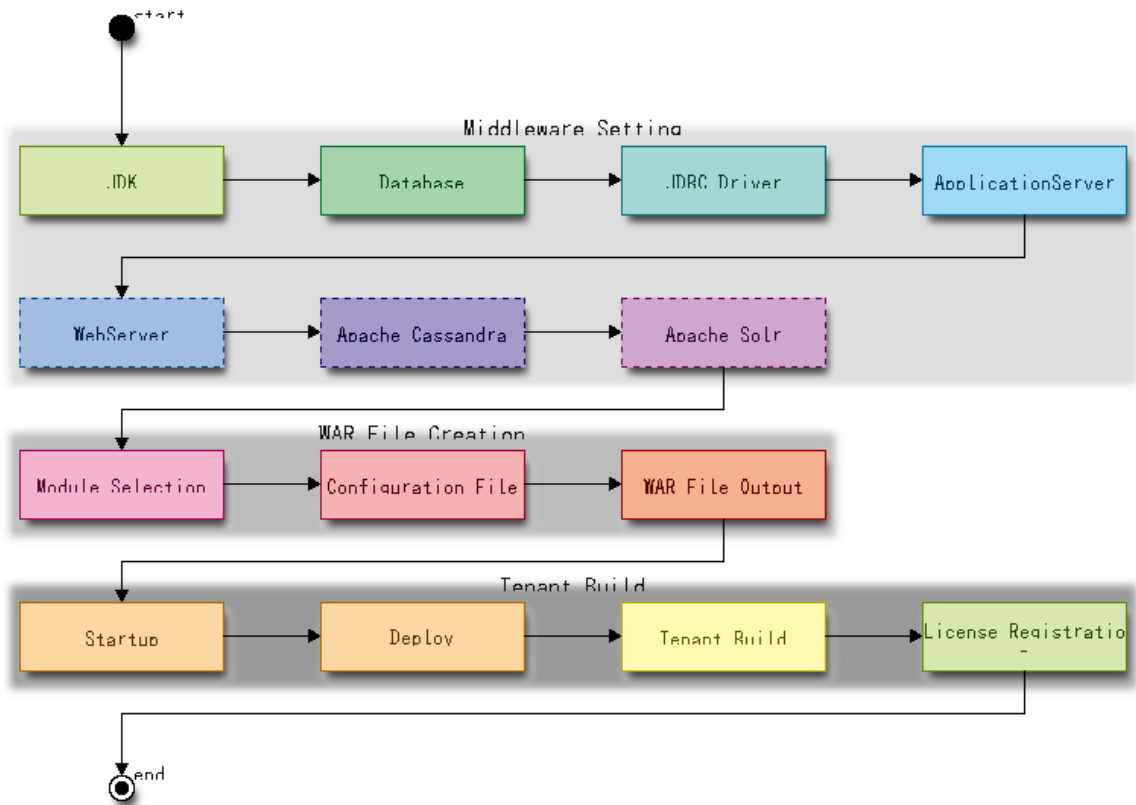 start
Middleware Setting
JDK
Database
JDBC Driver
ApplicationServer
WebServer
Apache Cassandra
Apache Solr
WAR File Creation
Module Selection
Configuration File
WAR File Output
Tenant Build
Startup
Deploy
Tenant Build
License Registratio
n
end